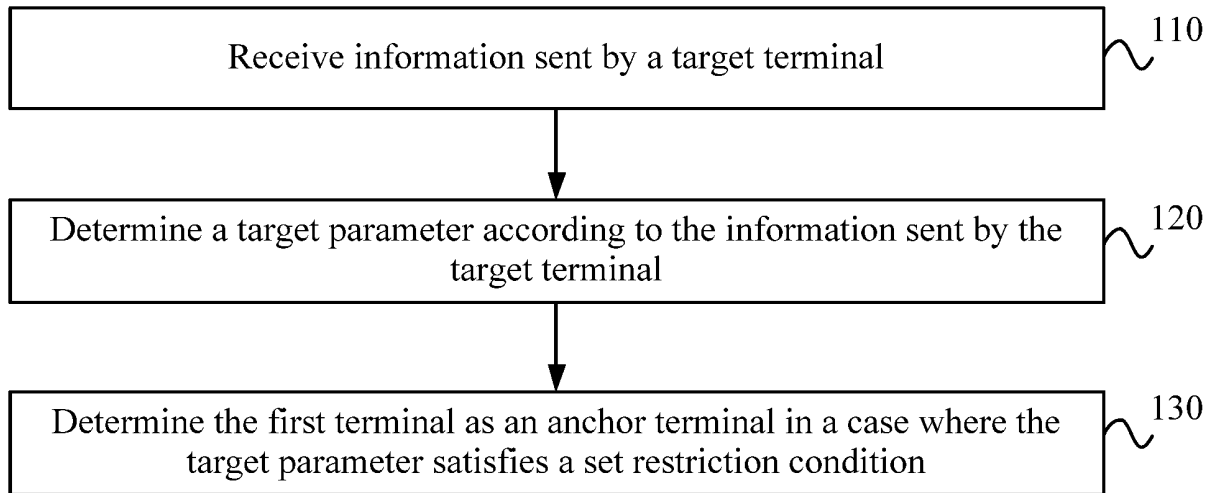 110
Receive information sent by a target terminal
120
Determine a target parameter according to the information sent by the
target terminal
130
Determine the first terminal as an anchor terminal in a case where the
target parameter satisfies a set restriction condition